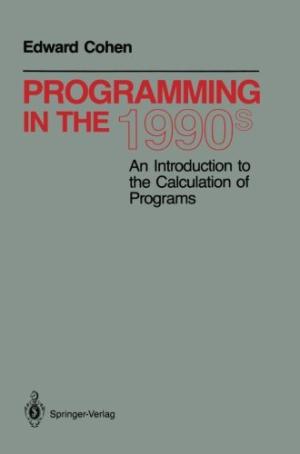 Edward Cohen
PROGRAMMING
IN THE 1990s
An Introduction to
the Calculation of
Programs
Springer-Verlag